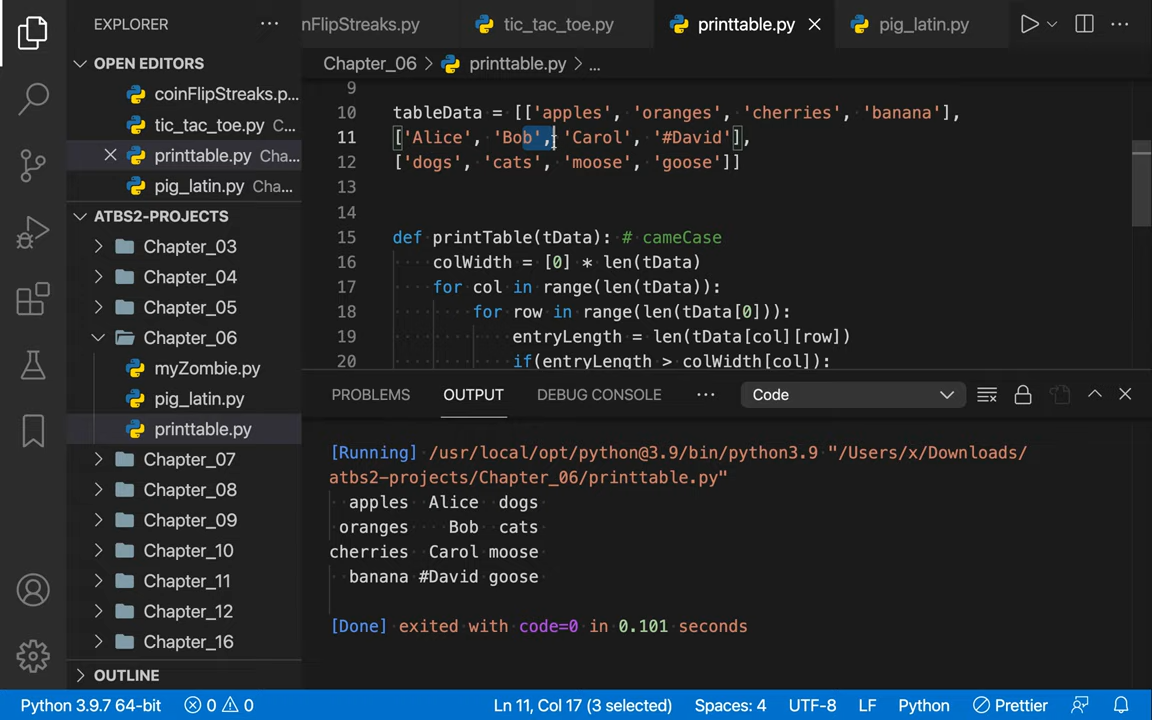 EXPLORER
nFlipStreaks.py tic_tac_toe.py printtable.py pig_latin.py
OPEN EDITORS
coinFlipStreaks.p...
tic_tac_toe.py C...
printtable.py Cha...
pig_latin.py Cha...
ATBS2-PROJECTS
Chapter_03
Chapter_04
Chapter_05
Chapter_06
myZombie.py
pig_latin.py
printtable.py
Chapter_07
Chapter_08
Chapter_09
Chapter_10
Chapter_11
Chapter_12
Chapter_16
OUTLINE
Chapter_06 > printtable.py > ...
9
10 tableData = [['apples', 'oranges', 'cherries', 'banana'],
11 ['Alice', 'Bob', 'Carol', '#David'],
12 ['dogs', 'cats', 'moose', 'goose']]
13
14
15 def printTable(tData): # cameCase
16 colWidth = [0] * len(tData)
17 for col in range(len(tData)):
18 for row in range(len(tData[0])):
19 entryLength = len(tData[col][row])
20 if(entryLength > colWidth[col]):
PROBLEMS OUTPUT DEBUG CONSOLE ... Code
[Running] /usr/local/opt/python@3.9/bin/python3.9 "/Users/x/Downloads/
atbs2-projects/Chapter_06/printtable.py"
apples Alice dogs
oranges Bob cats
cherries Carol moose
banana #David goose
[Done] exited with code=0 in 0.101 seconds
Python 3.9.7 64-bit 0 0 Ln 11, Col 17 (3 selected) Spaces: 4 UTF-8 LF Python Prettier